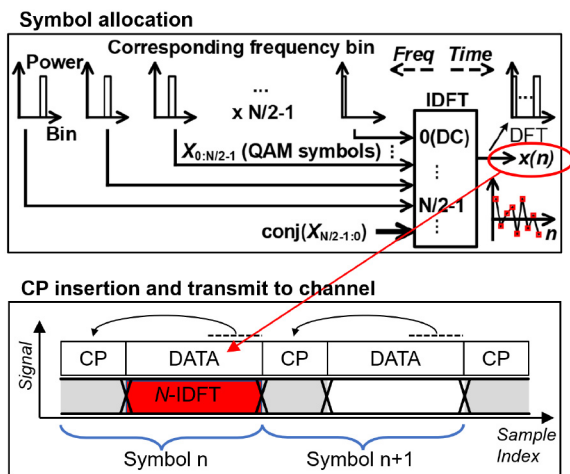 Symbol allocation
Corresponding frequency bin
Power
Freq Time
...
x N/2-1
IDFT
Bin
DFT
0(DC)
X0:N/2-1 (QAM symbols)
x(n)
N/2-1
n
conj(XN/2-1:0)
CP insertion and transmit to channel
Signal
CP DATA CP DATA CP
N-IDFT
Symbol n Symbol n+1
Sample
Index